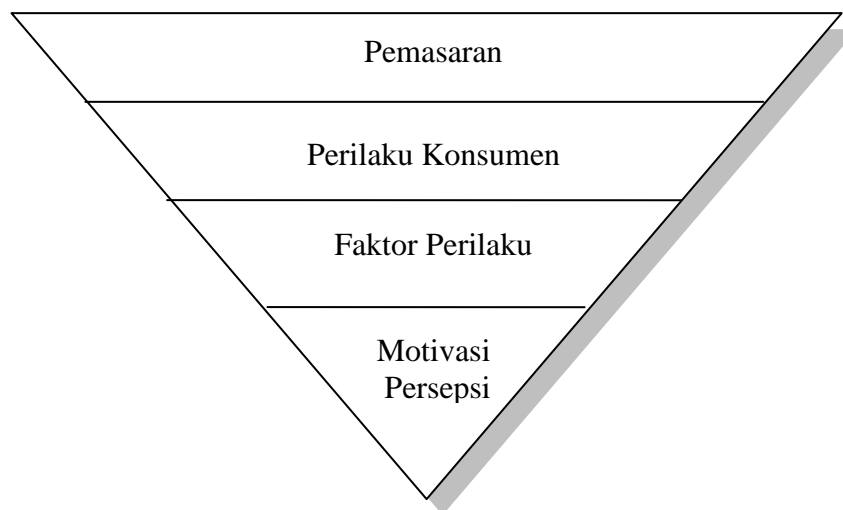 Pemasaran
Perilaku Konsumen
Faktor Perilaku
Motivasi
Persepsi